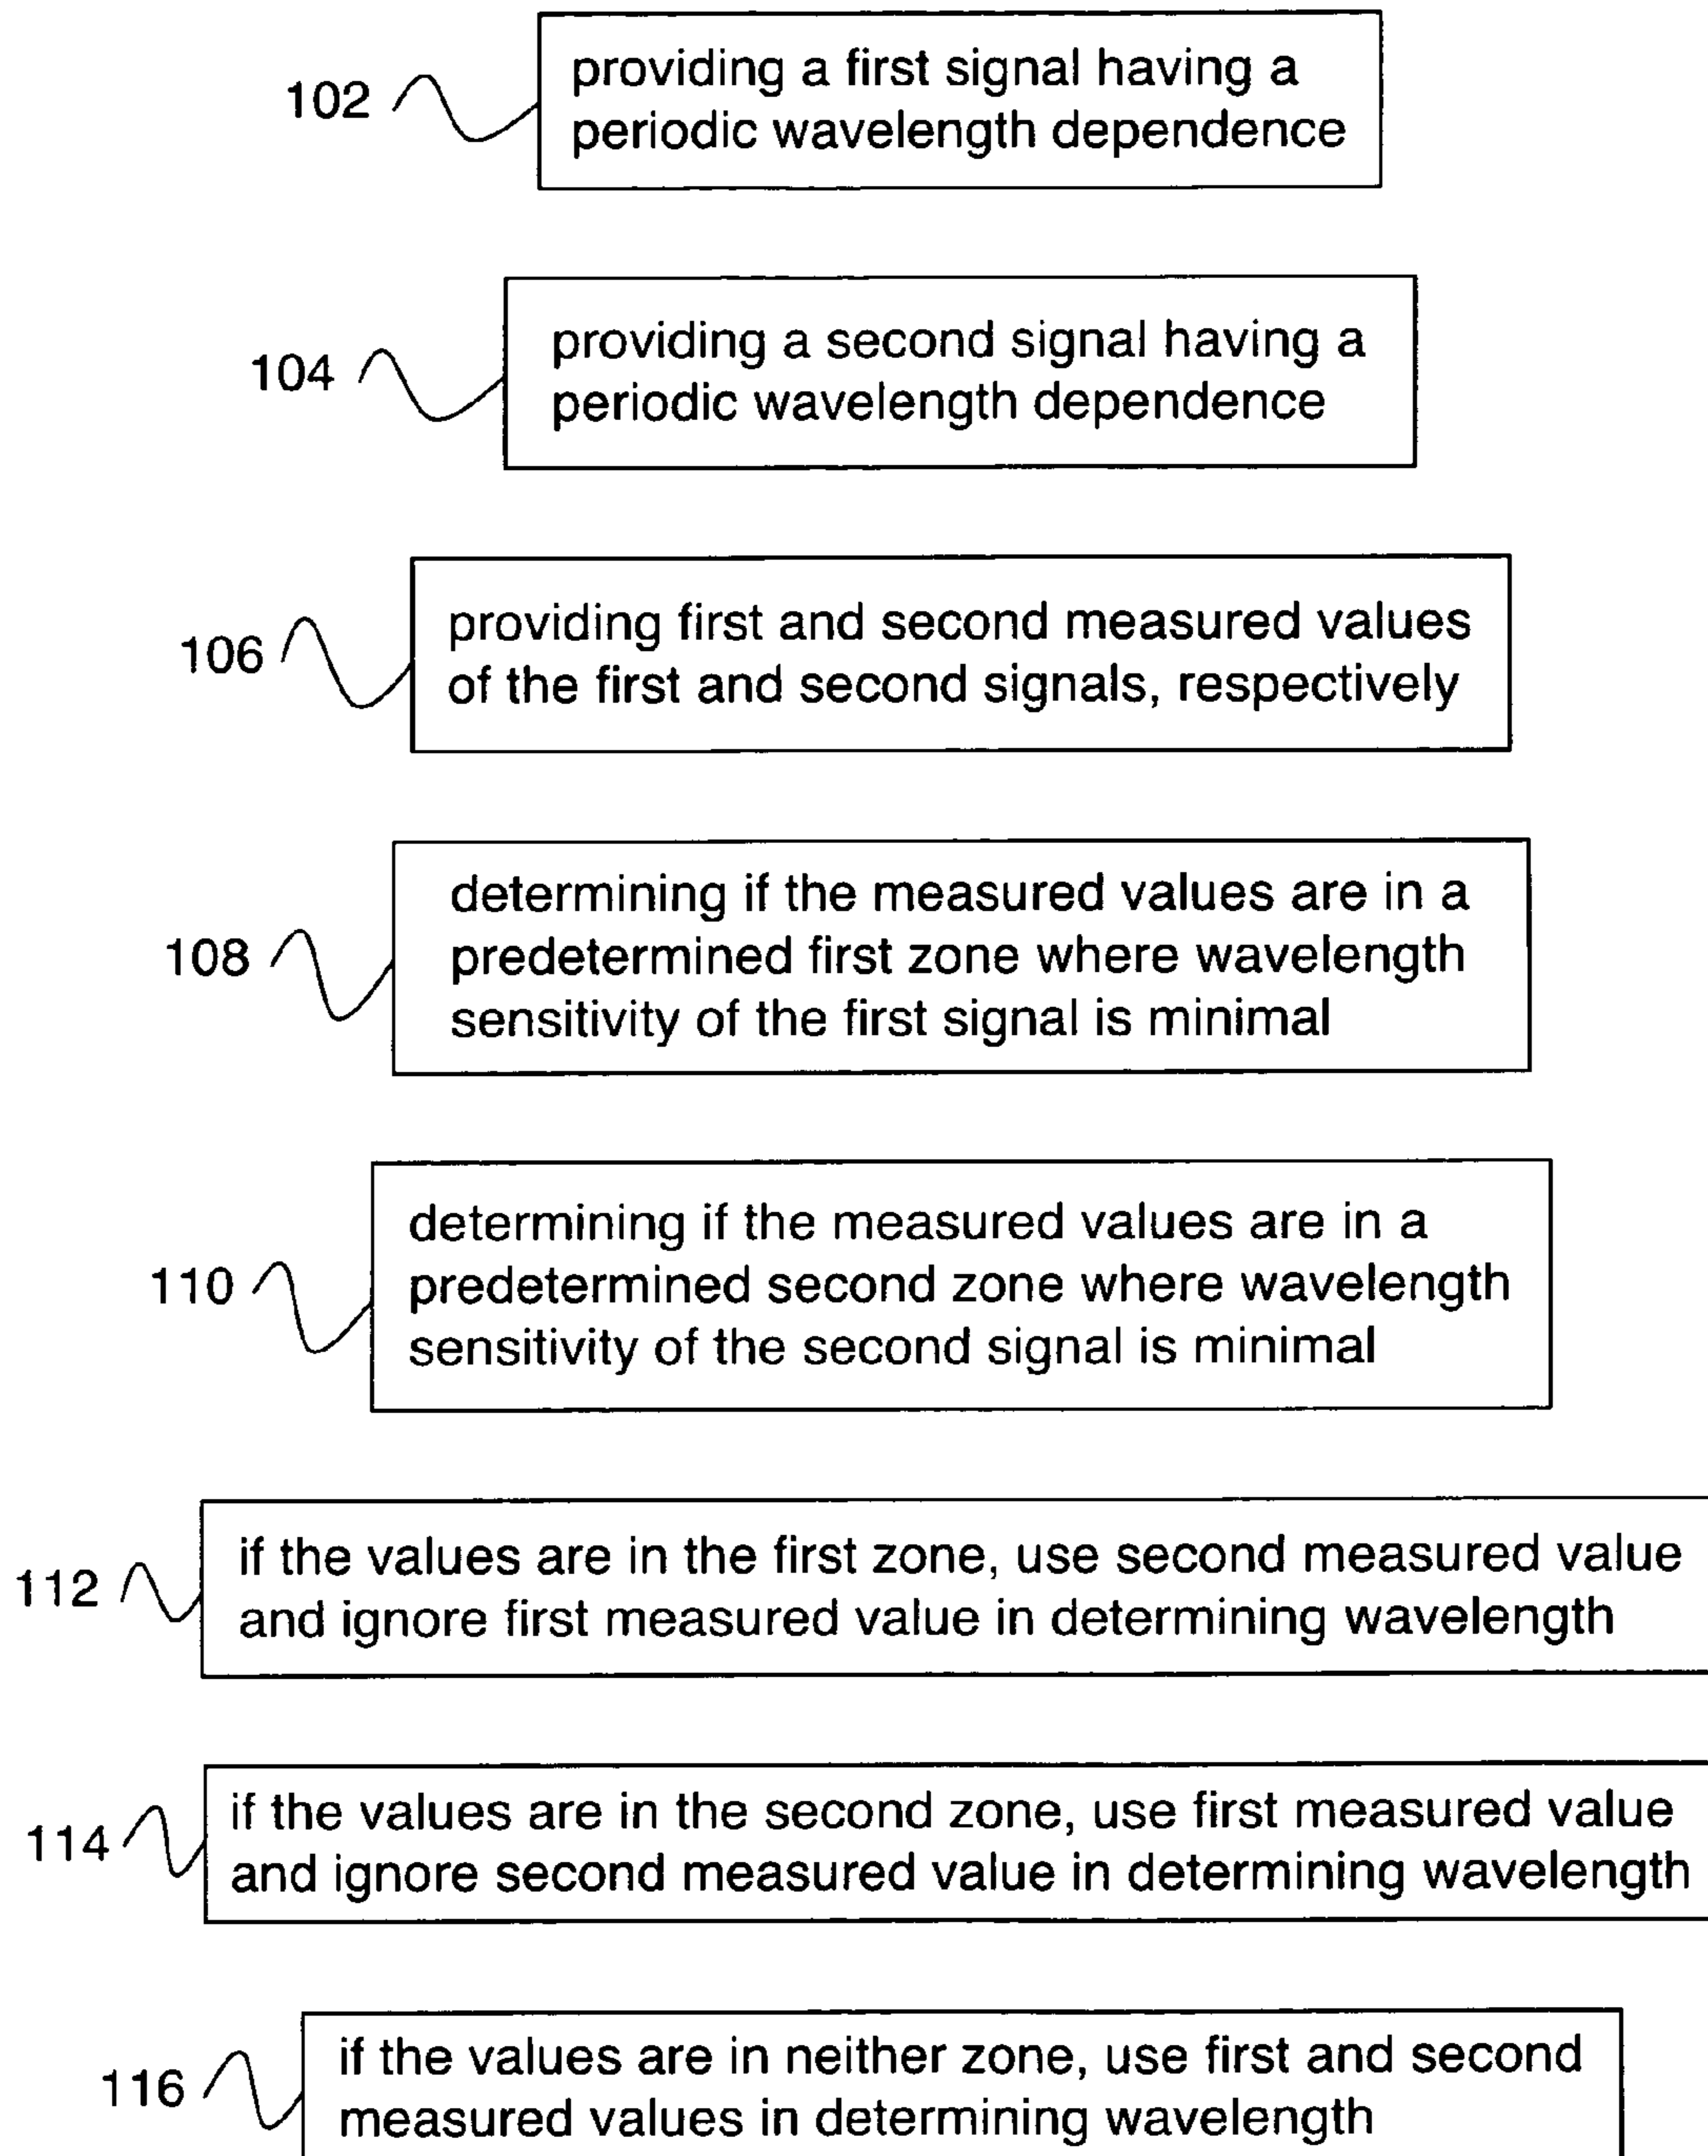 102
providing a first signal having a
periodic wavelength dependence
104
providing a second signal having a
periodic wavelength dependence
106
providing first and second measured values
of the first and second signals, respectively
108
determining if the measured values are in a
predetermined first zone where wavelength
sensitivity of the first signal is minimal
110
determining if the measured values are in a
predetermined second zone where wavelength
sensitivity of the second signal is minimal
112
if the values are in the first zone, use second measured value
and ignore first measured value in determining wavelength
114
if the values are in the second zone, use first measured value
and ignore second measured value in determining wavelength
116
if the values are in neither zone, use first and second
measured values in determining wavelength